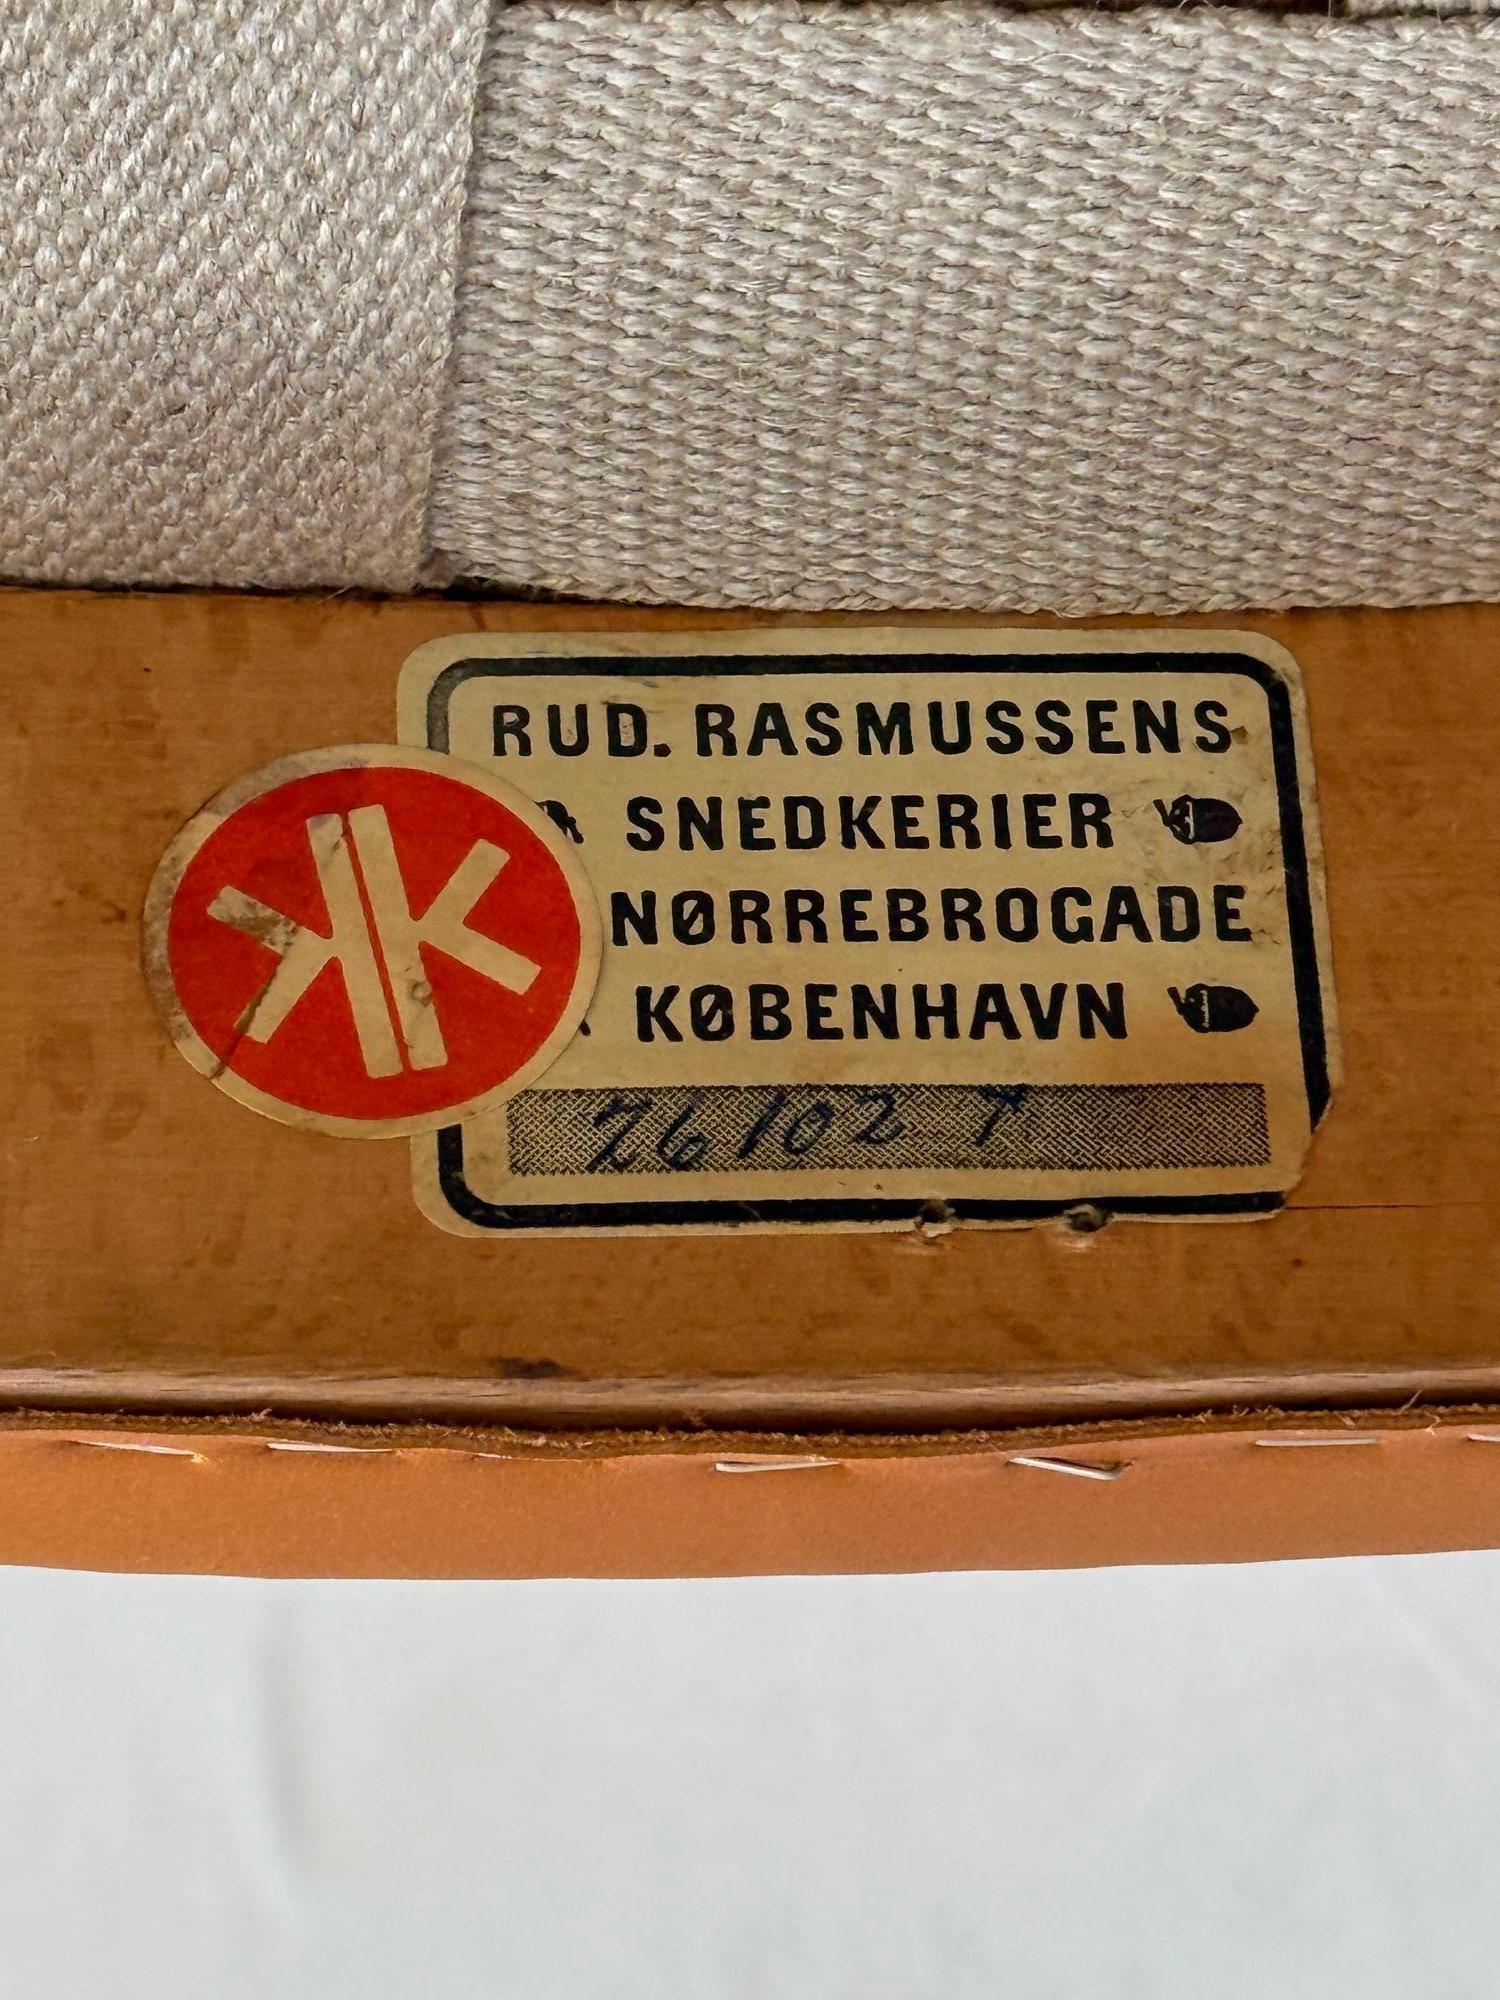 RUD. RASMUSSENS
SNEDKERIER
NØRREBROGADE
KØBENHAVN
26102 7
KK